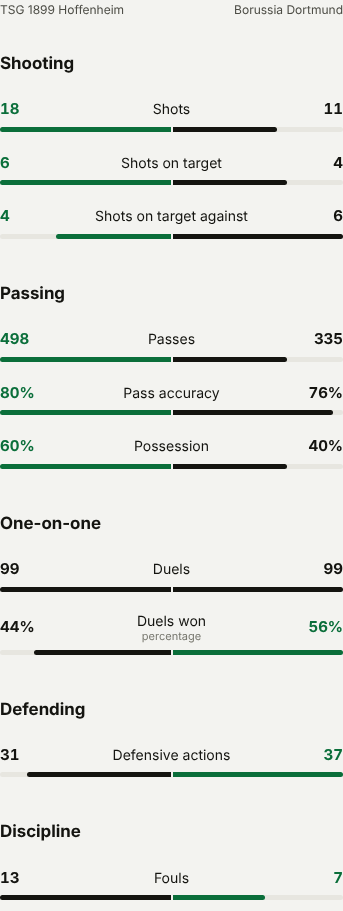 TSG 1899 Hoffenheim Borussia Dortmund
Shooting
18 Shots 11
6 Shots on target 4
4 Shots on target against 6
Passing
498 Passes 335
80% Pass accuracy 76%
60% Possession 40%
One-on-one
99 Duels 99
44% Duels won 56%
percentage
Defending
31 Defensive actions 37
Discipline
13 Fouls 7